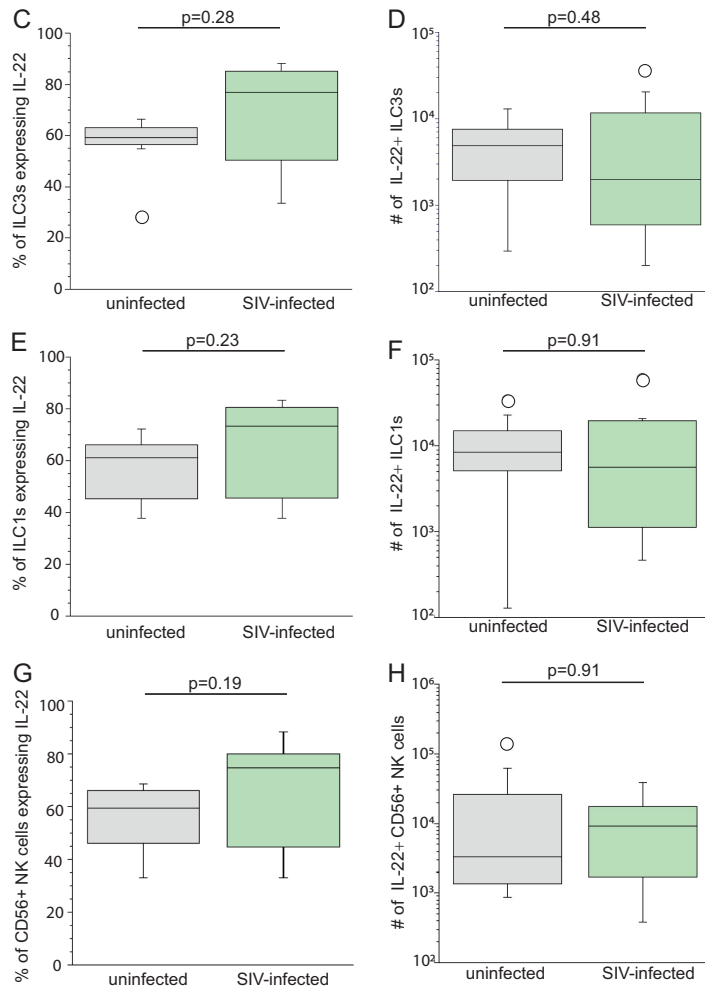 C
p=0.28
% of ILC3s expressing IL-22
100
80
60
40
20
0
uninfected
SIV-infected
D
p=0.48
# of IL-22+ ILC3s
10⁵
10⁴
10³
10²
uninfected
SIV-infected
E
p=0.23
% of ILC1s expressing IL-22
100
80
60
40
20
0
uninfected
SIV-infected
F
p=0.91
# of IL-22+ ILC1s
10⁵
10⁴
10³
10²
uninfected
SIV-infected
G
p=0.19
% of CD56+ NK cells expressing IL-22
100
80
60
40
20
0
uninfected
SIV-infected
H
p=0.91
# of IL-22+ CD56+ NK cells
10⁶
10⁵
10⁴
10³
10²
uninfected
SIV-infected